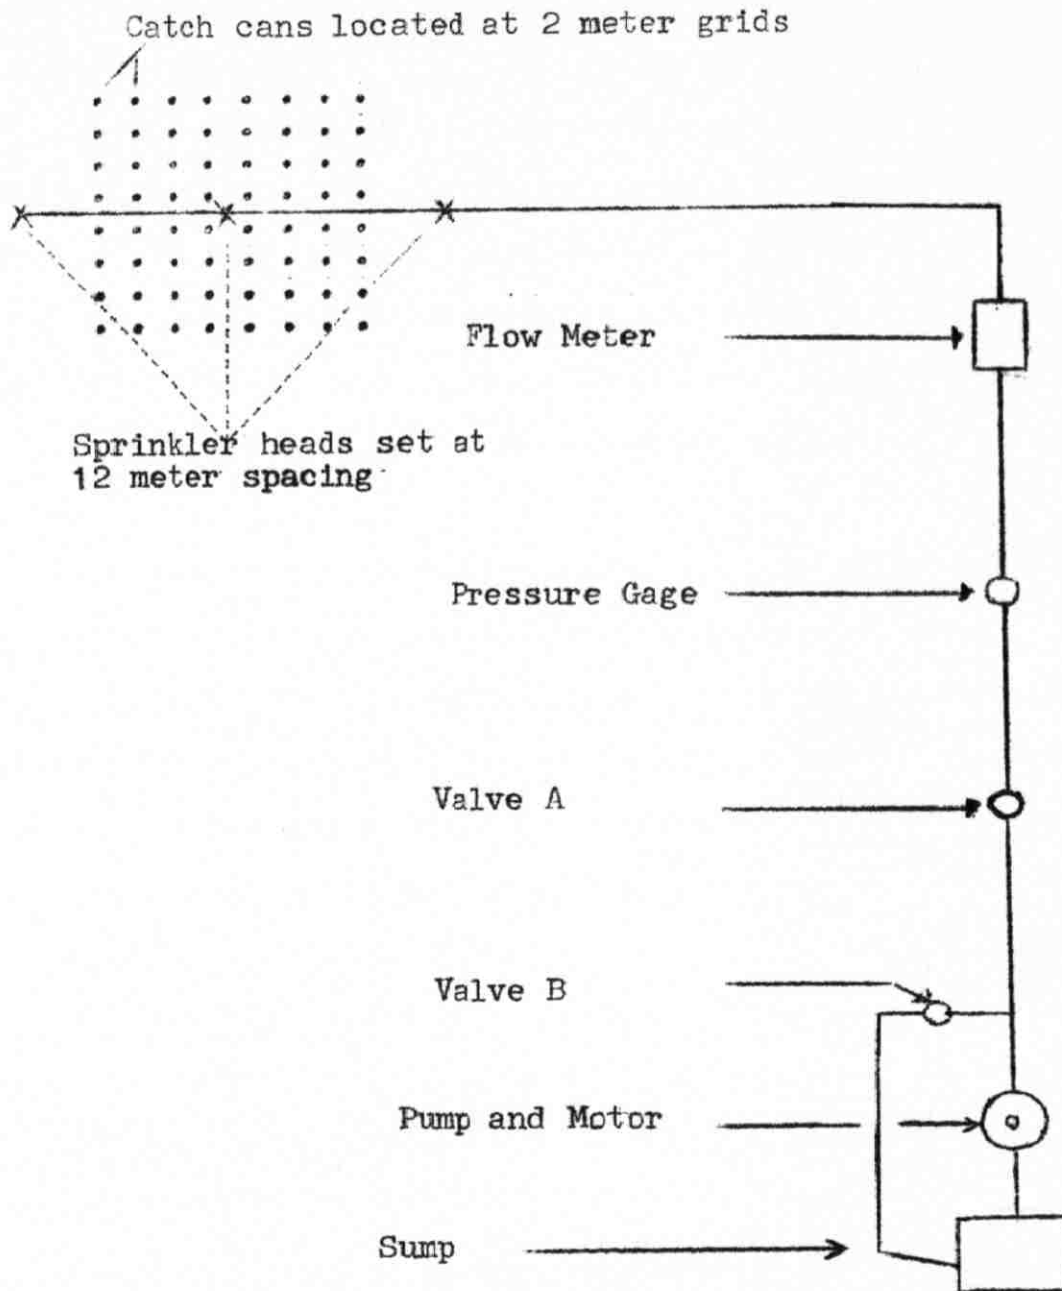 Catch cans located at 2 meter grids
Flow Meter
Sprinkler heads set at
12 meter spacing
Pressure Gage
Valve A
Valve B
Pump and Motor
Sump